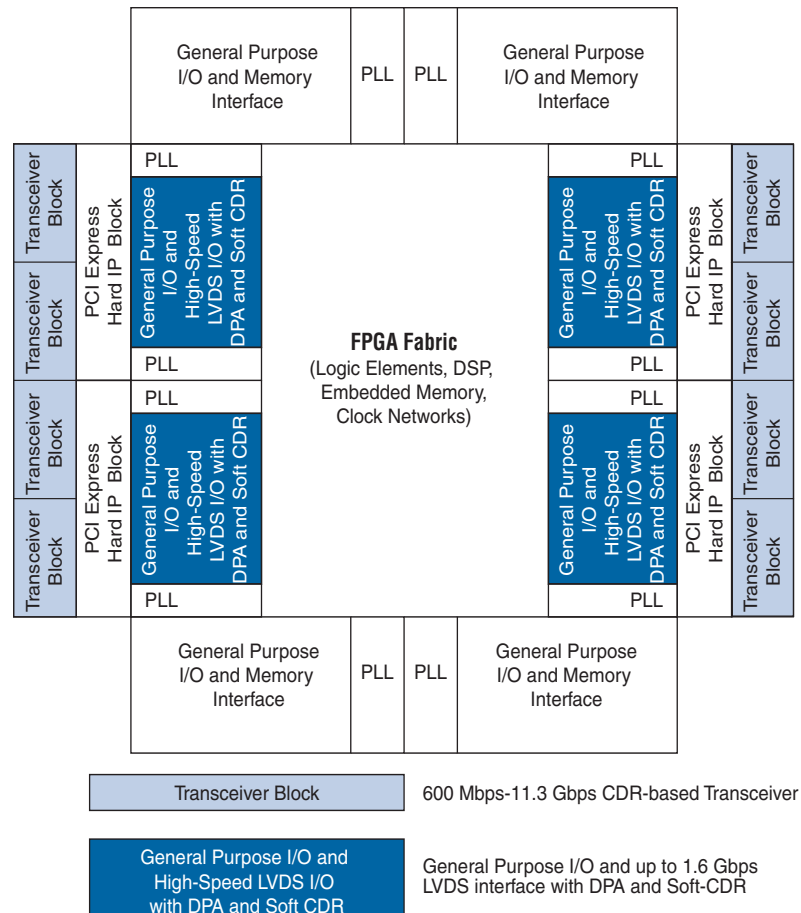 General Purpose
I/O and Memory
Interface
PLL
PLL
General Purpose
I/O and Memory
Interface
Transceiver
Block
Transceiver
Block
PCI Express
Hard IP Block
PLL
General Purpose
I/O and
High-Speed
LVDS I/O with
DPA and Soft CDR
PLL
Transceiver
Block
Transceiver
Block
PCI Express
Hard IP Block
PLL
General Purpose
I/O and
High-Speed
LVDS I/O with
DPA and Soft CDR
PLL
FPGA Fabric
(Logic Elements, DSP,
Embedded Memory,
Clock Networks)
PLL
General Purpose
I/O and
High-Speed
LVDS I/O with
DPA and Soft CDR
PLL
PCI Express
Hard IP Block
Transceiver
Block
Transceiver
Block
PLL
General Purpose
I/O and
High-Speed
LVDS I/O with
DPA and Soft CDR
PLL
PCI Express
Hard IP Block
Transceiver
Block
Transceiver
Block
General Purpose
I/O and Memory
Interface
PLL
PLL
General Purpose
I/O and Memory
Interface
Transceiver Block
600 Mbps-11.3 Gbps CDR-based Transceiver
General Purpose I/O and
High-Speed LVDS I/O
with DPA and Soft CDR
General Purpose I/O and up to 1.6 Gbps
LVDS interface with DPA and Soft-CDR